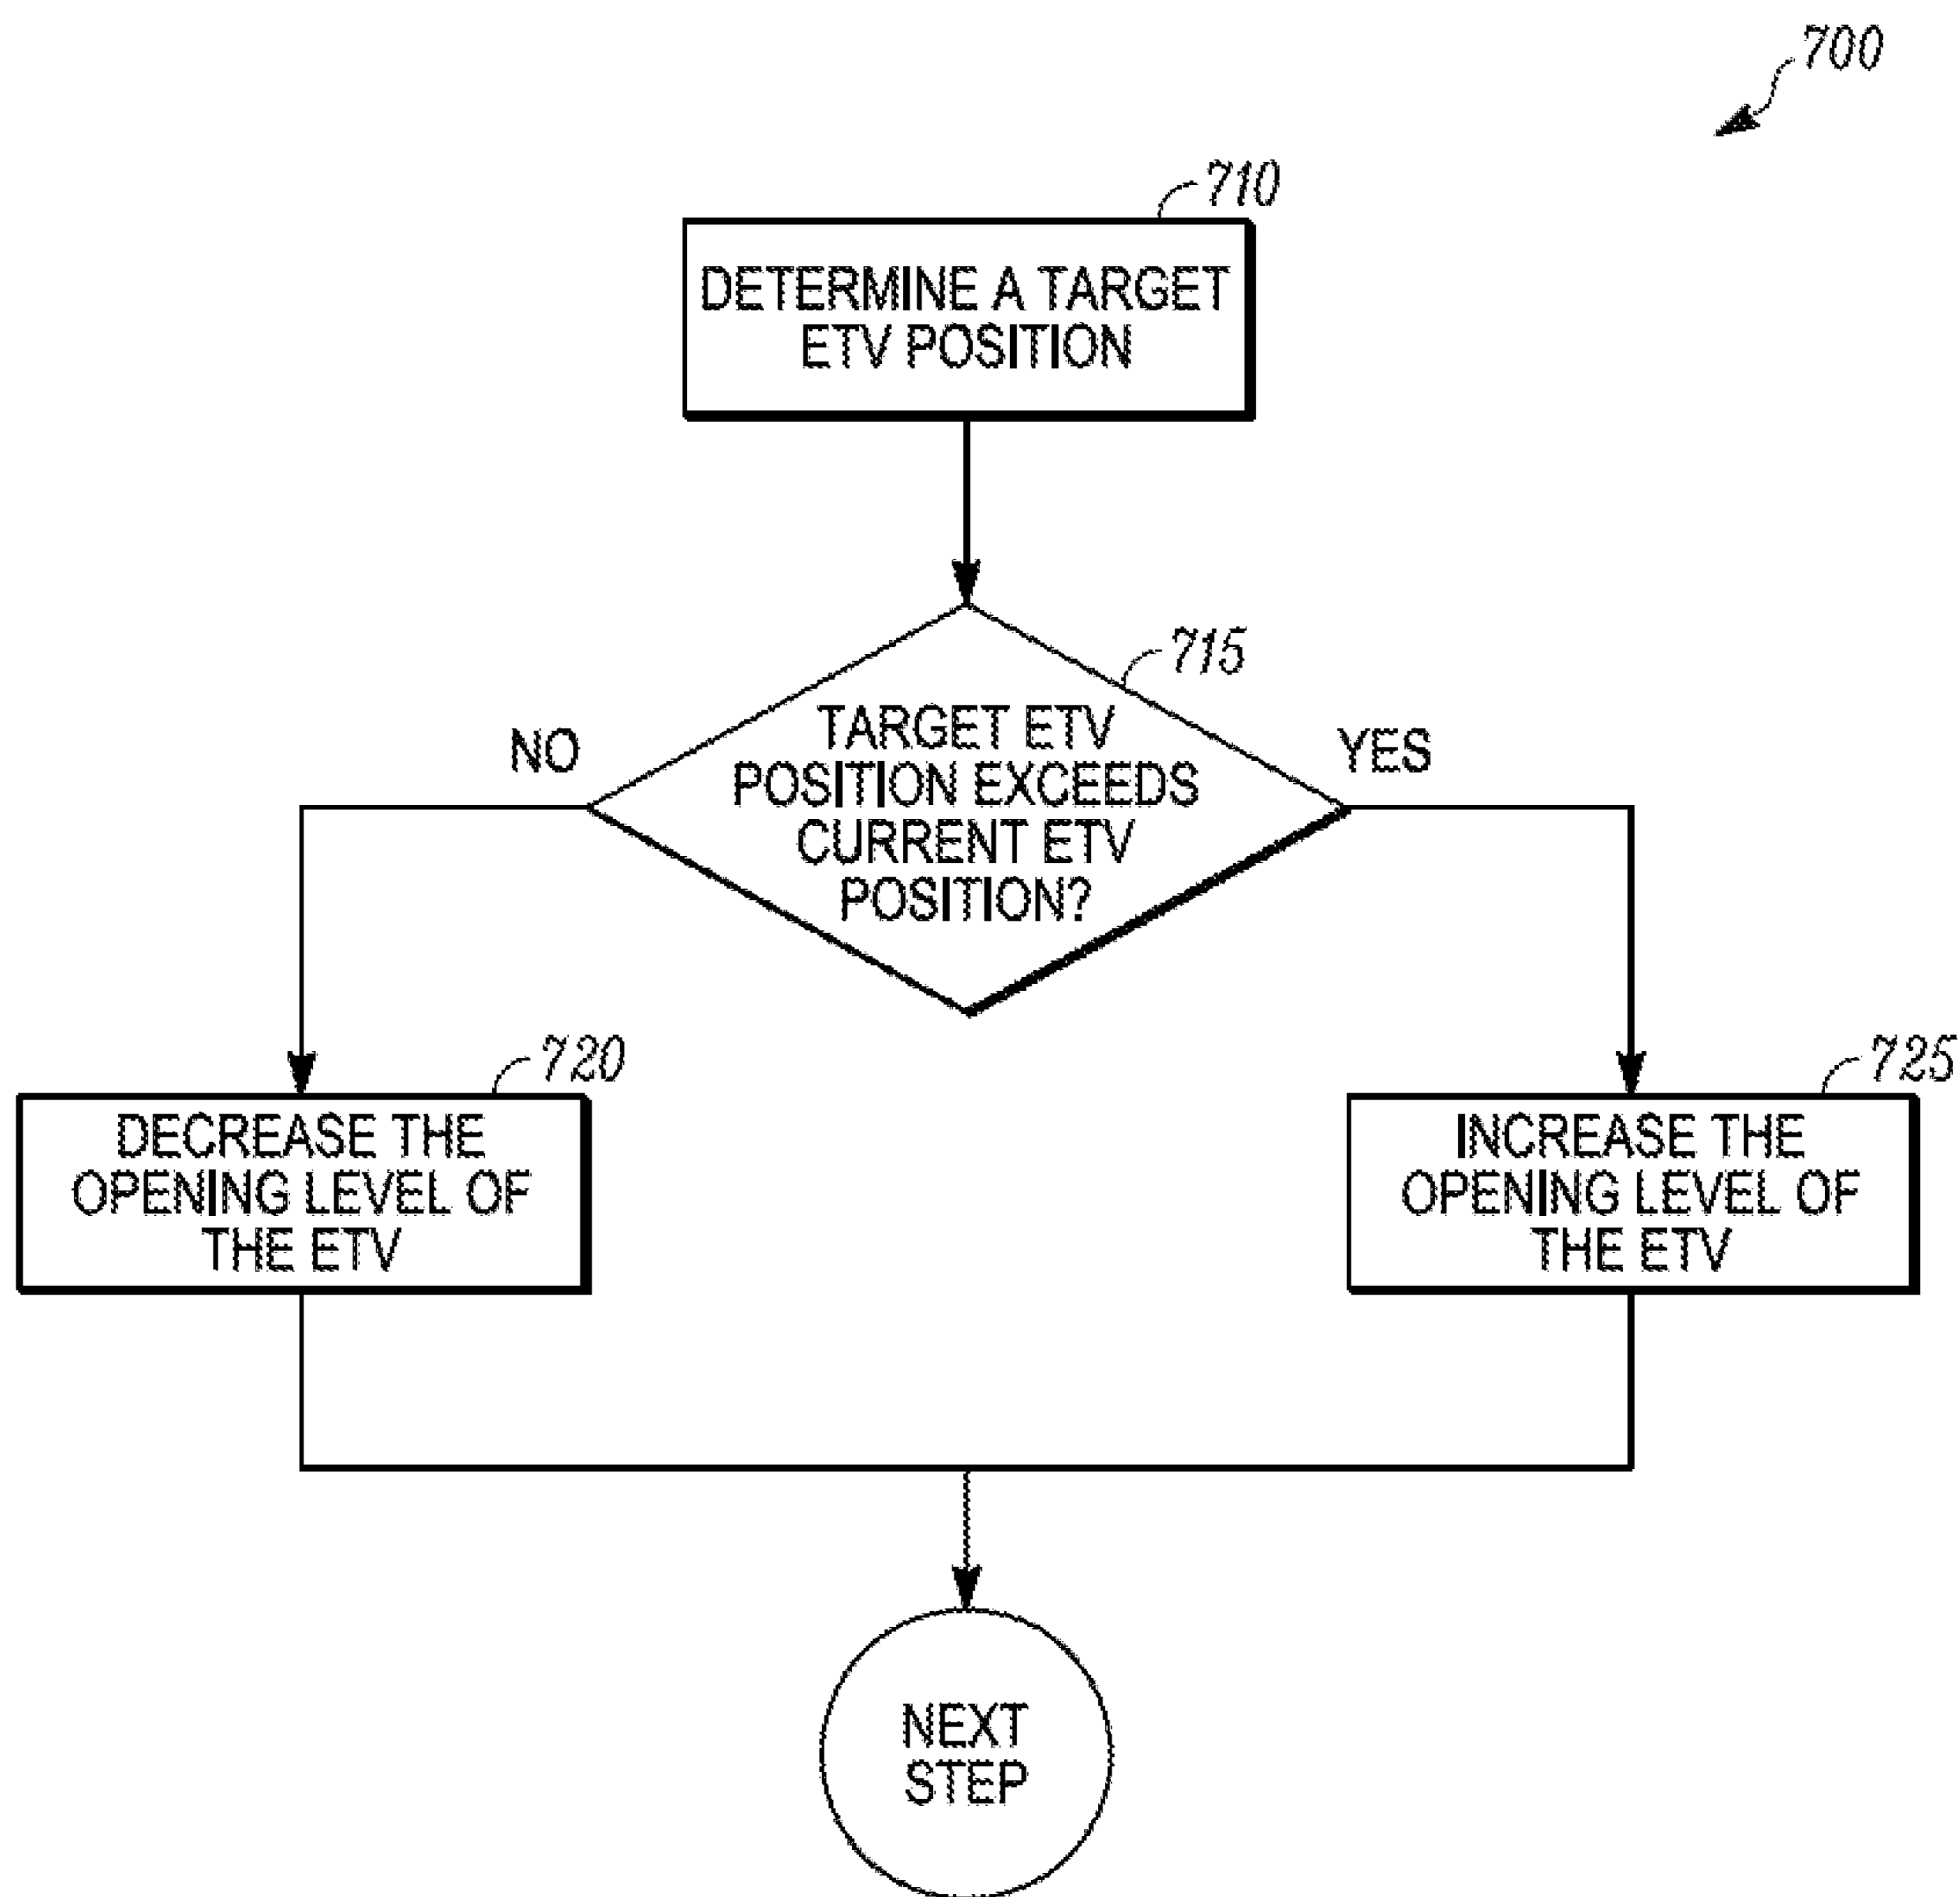 700
710
DETERMINE A TARGET
ETV POSITION
715
TARGET ETV
POSITION EXCEEDS
CURRENT ETV
POSITION?
NO
YES
720
DECREASE THE
OPENING LEVEL OF
THE ETV
725
INCREASE THE
OPENING LEVEL OF
THE ETV
NEXT
STEP